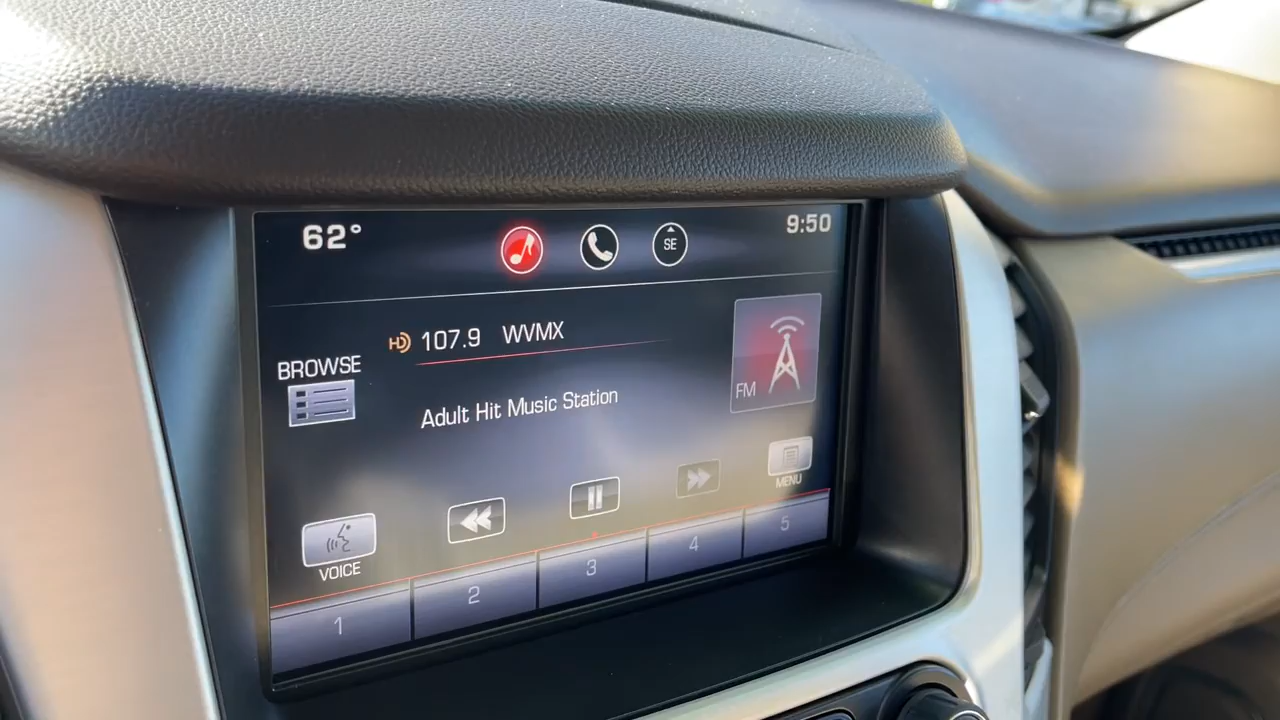 62°
SE
9:50
HD 107.9 WVMX
BROWSE
Adult Hit Music Station
FM
MENU
VOICE
1 2 3 4 5